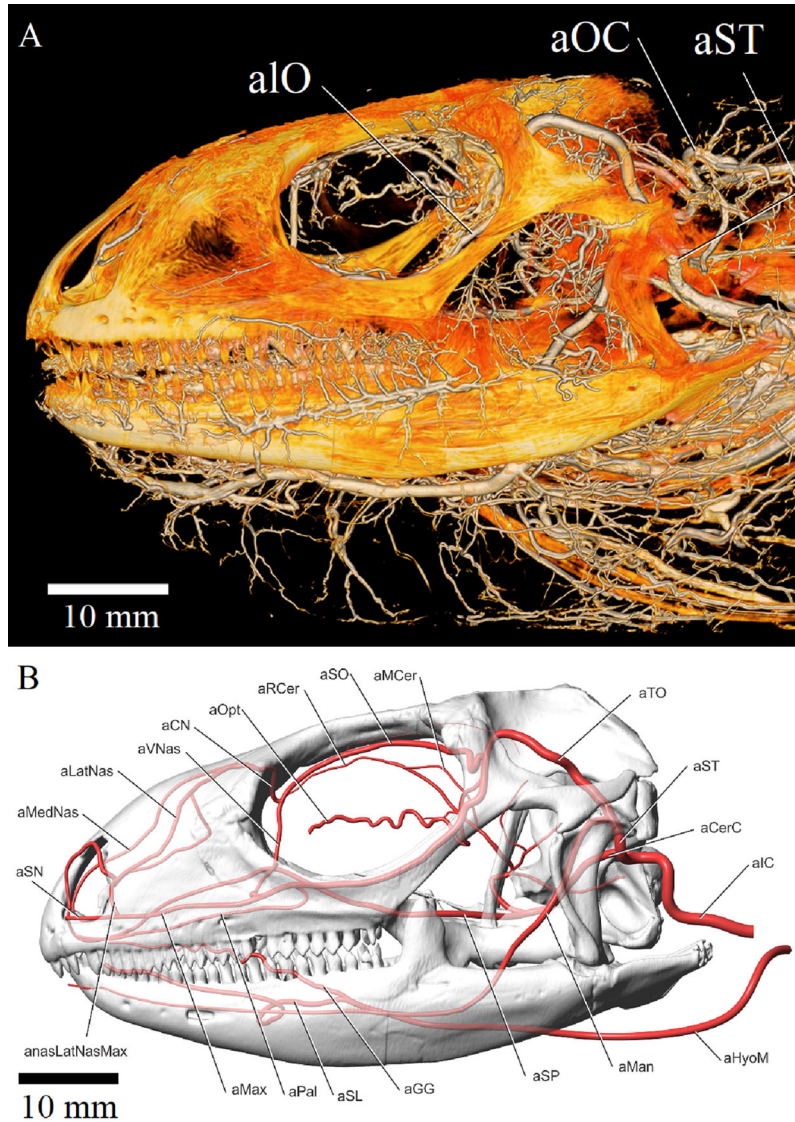 A
aOC
aST
aIO
10 mm
B
aSO
aMCer
aRCer
aTO
aOpt
aCN
aVNas
aST
aLatNas
aCerC
aMedNas
aIC
aSN
anasLatNasMax
aHyoM
aMan
aSP
aMax
aPal
aGG
aSL
10 mm